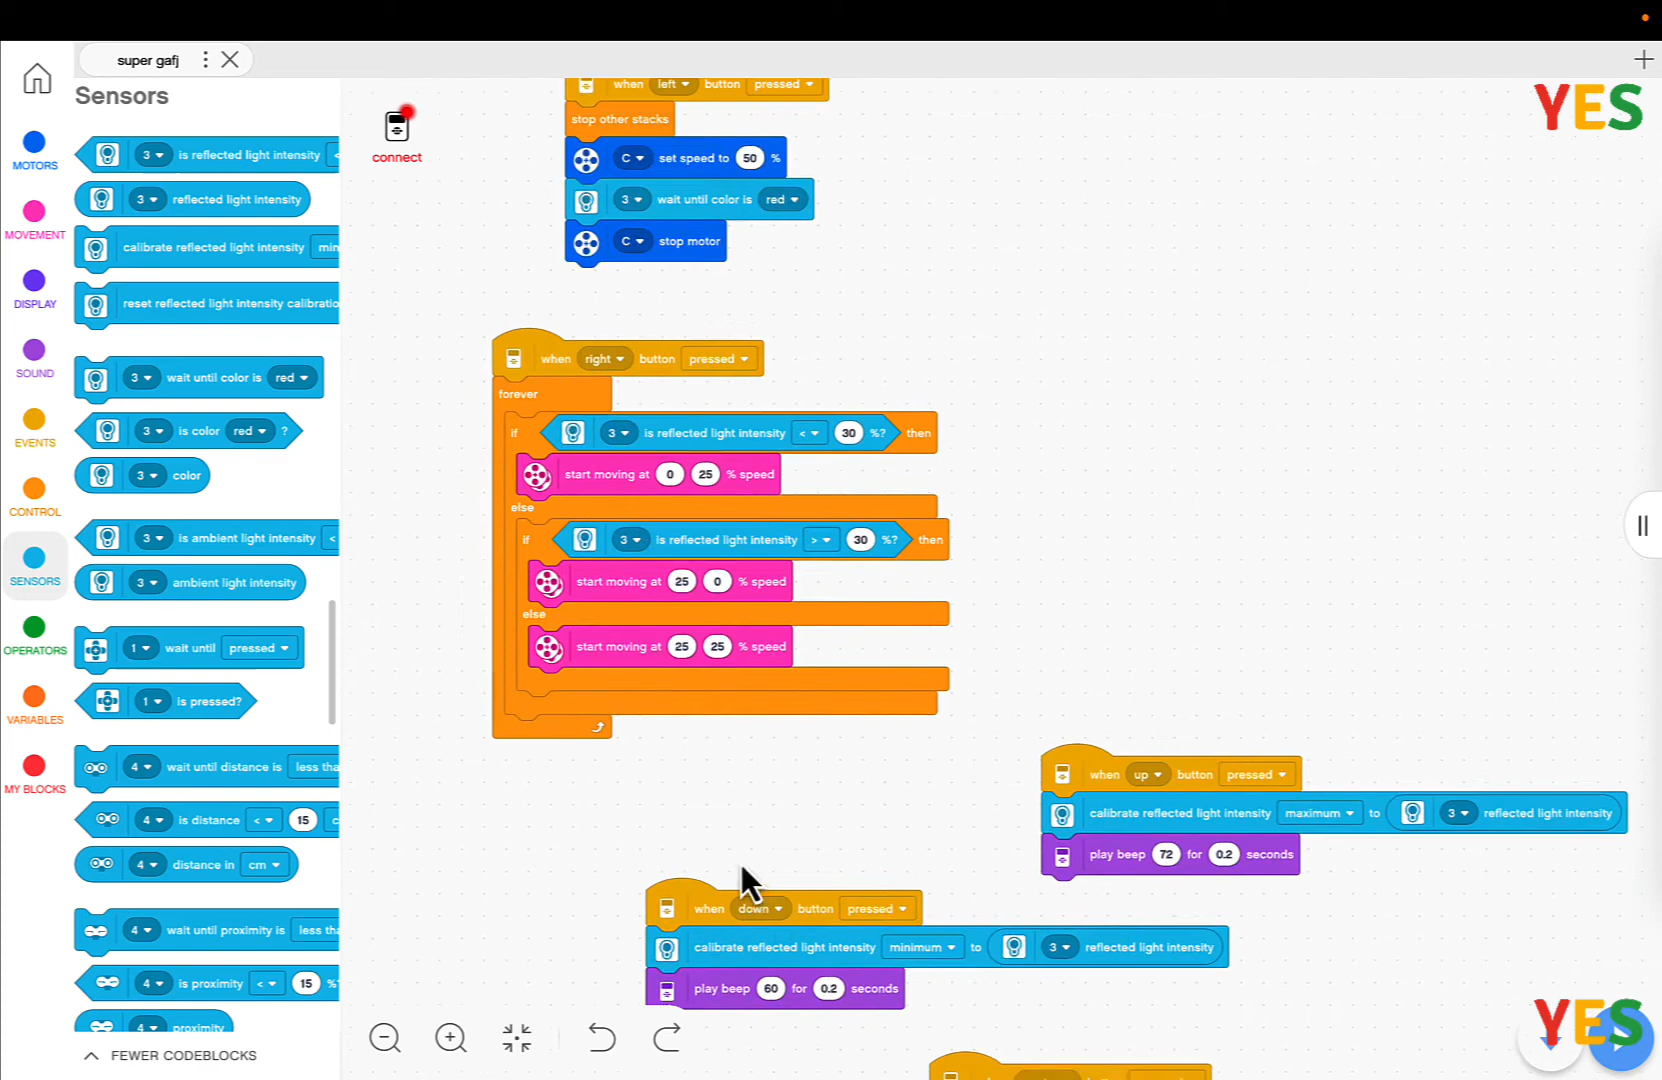 super gafj
YES
Sensors
connect
MOTORS
MOVEMENT
DISPLAY
SOUND
EVENTS
CONTROL
SENSORS
OPERATORS
VARIABLES
MY BLOCKS
3 is reflected light intensity <
3 reflected light intensity
calibrate reflected light intensity min
reset reflected light intensity calibratio
3 wait until color is red
3 is color red ?
3 color
3 is ambient light intensity <
3 ambient light intensity
1 wait until pressed
1 is pressed?
4 wait until distance is less tha
4 is distance < 15 c
4 distance in cm
4 wait until proximity is less tha
4 is proximity < 15 %
4 proximity
FEWER CODEBLOCKS
when left button pressed
stop other stacks
C set speed to 50 %
3 wait until color is red
C stop motor
when right button pressed
forever
if 3 is reflected light intensity < 30 %? then
start moving at 0 25 % speed
else
if 3 is reflected light intensity > 30 %? then
start moving at 25 0 % speed
else
start moving at 25 25 % speed
when up button pressed
calibrate reflected light intensity maximum to 3 reflected light intensity
play beep 72 for 0.2 seconds
when down button pressed
calibrate reflected light intensity minimum to 3 reflected light intensity
play beep 60 for 0.2 seconds
YES